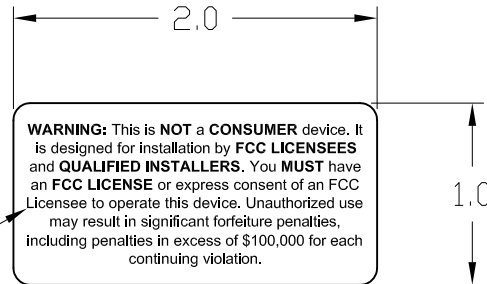 2.0
WARNING: This is NOT a CONSUMER device. It
is designed for installation by FCC LICENSEES
and QUALIFIED INSTALLERS. You MUST have
an FCC LICENSE or express consent of an FCC
Licensee to operate this device. Unauthorized use
may result in significant forfeiture penalties,
including penalties in excess of $100,000 for each
continuing violation.
1.0